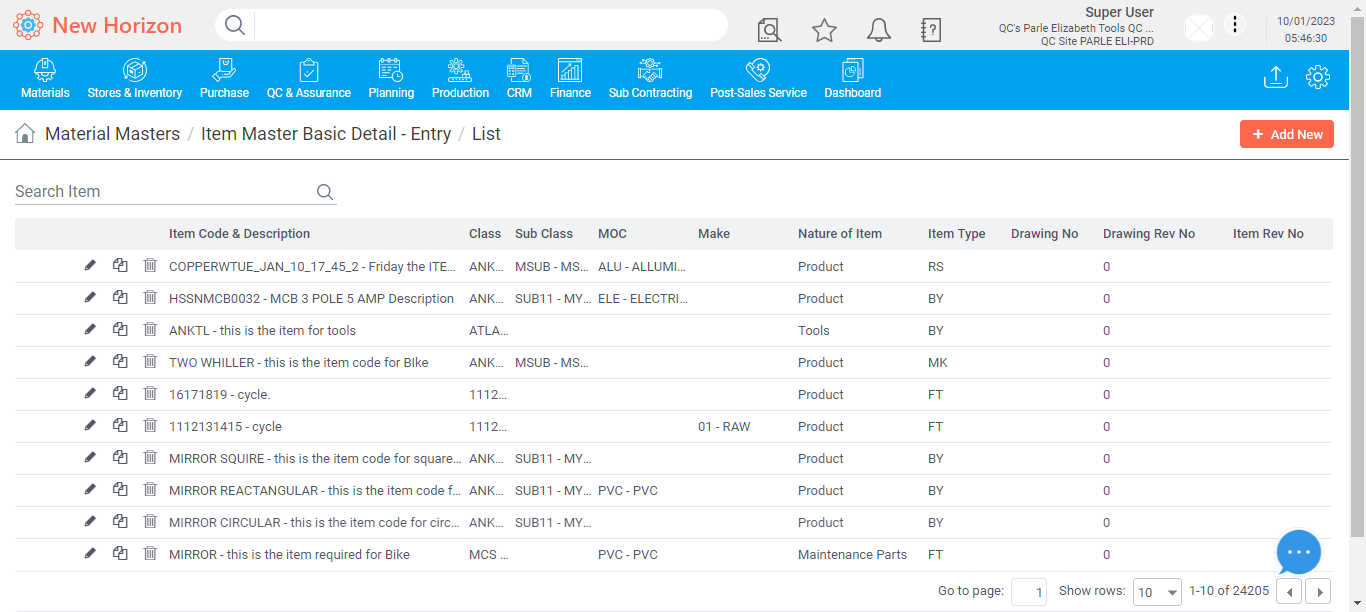 New Horizon
Super User
QC's Parle Elizabeth Tools QC ...
QC Site PARLE ELI-PRD
10/01/2023
05:46:30
Materials Stores & Inventory Purchase QC & Assurance Planning Production CRM Finance Sub Contracting Post-Sales Service Dashboard
Material Masters / Item Master Basic Detail - Entry / List
+ Add New
Search Item
Item Code & Description Class Sub Class MOC Make Nature of Item Item Type Drawing No Drawing Rev No Item Rev No
COPPERWTUE_JAN_10_17_45_2 - Friday the ITE... ANK... MSUB - MS... ALU - ALLUMI... Product RS 0
HSSNMCB0032 - MCB 3 POLE 5 AMP Description ANK... SUB11 - MY... ELE - ELECTRI... Product BY 0
ANKTL - this is the item for tools ATLA... Tools BY 0
TWO WHILLER - this is the item code for BIke ANK... MSUB - MS... Product MK 0
16171819 - cycle. 1112... Product FT 0
1112131415 - cycle 1112... 01 - RAW Product FT 0
MIRROR SQUIRE - this is the item code for square... ANK... SUB11 - MY... Product BY 0
MIRROR REACTANGULAR - this is the item code f... ANK... SUB11 - MY... PVC - PVC Product BY 0
MIRROR CIRCULAR - this is the item code for circ... ANK... SUB11 - MY... Product BY 0
MIRROR - this is the item required for Bike MCS ... PVC - PVC Maintenance Parts FT 0
Go to page: 1 Show rows: 10 1-10 of 24205